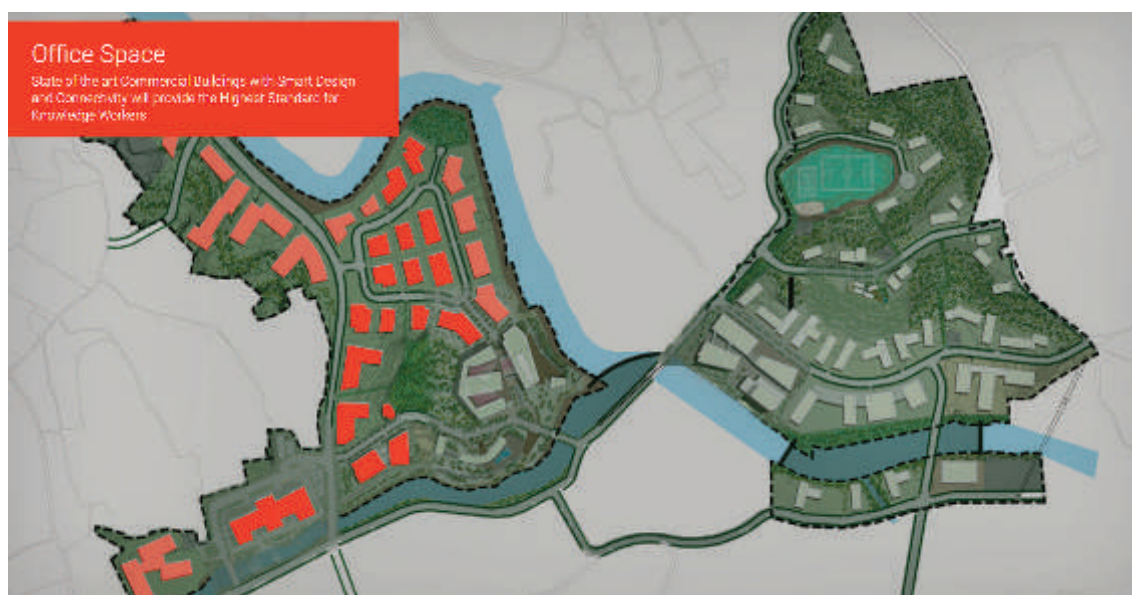 Office Space
State of the art Commercial Buildings with Smart Design
and Connectivity will provide the Highest Standard for
Knowledge Workers